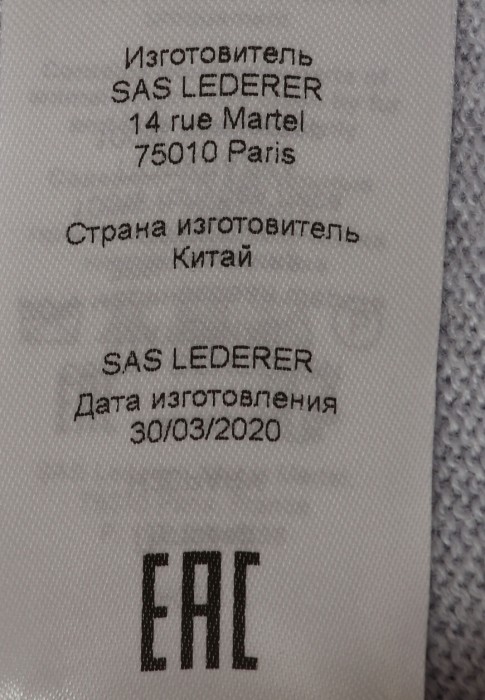 Изготовитель
SAS LEDERER
14 rue Martel
75010 Paris
Страна изготовитель
Китай
SAS LEDERER
Дата изготовления
30/03/2020
EAC